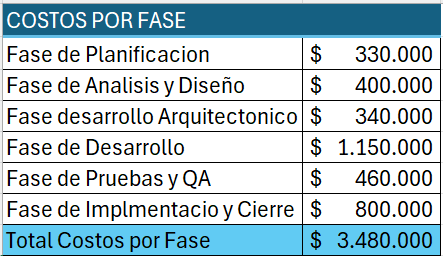 COSTOS POR FASE
Fase de Planificacion $ 330.000
Fase de Analisis y Diseño $ 400.000
Fase desarrollo Arquitectonico $ 340.000
Fase de Desarrollo $ 1.150.000
Fase de Pruebas y QA $ 460.000
Fase de Implmentacio y Cierre $ 800.000
Total Costos por Fase $ 3.480.000